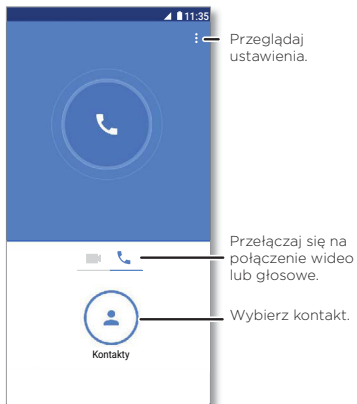 11:35
Przeglądaj
ustawienia.
Przełączaj się na
połączenie wideo
lub głosowe.
Wybierz kontakt.
Kontakty